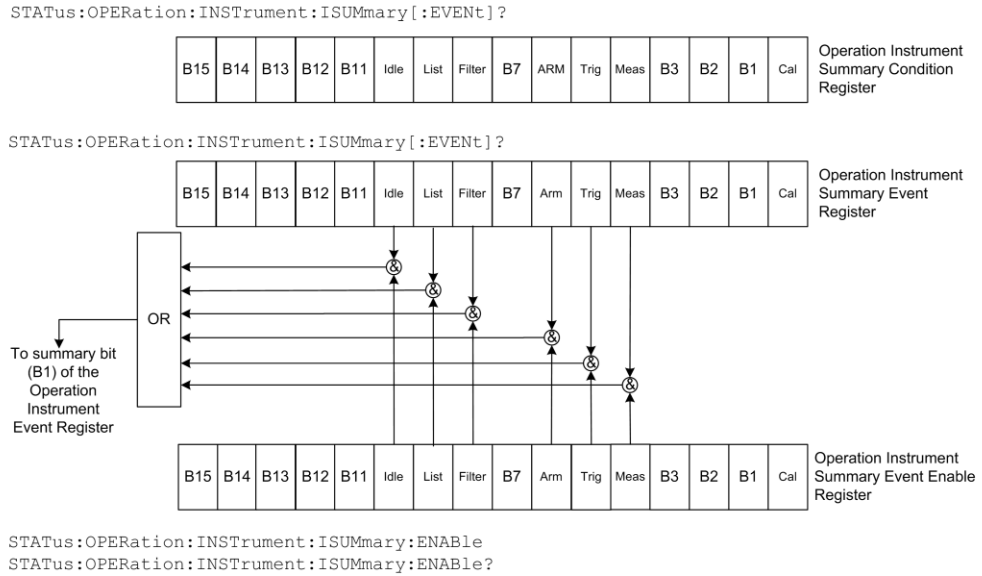 STATus:OPERation:INSTrument:ISUMmary[:EVENt]?
B15 B14 B13 B12 B11 Idle List Filter B7 ARM Trig Meas B3 B2 B1 Cal
Operation Instrument
Summary Condition
Register
STATus:OPERation:INSTrument:ISUMmary[:EVENt]?
B15 B14 B13 B12 B11 Idle List Filter B7 Arm Trig Meas B3 B2 B1 Cal
Operation Instrument
Summary Event
Register
&
&
&
&
&
&
OR
To summary bit
(B1) of the
Operation
Instrument
Event Register
B15 B14 B13 B12 B11 Idle List Filter B7 Arm Trig Meas B3 B2 B1 Cal
Operation Instrument
Summary Event Enable
Register
STATus:OPERation:INSTrument:ISUMmary:ENABle
STATus:OPERation:INSTrument:ISUMmary:ENABle?